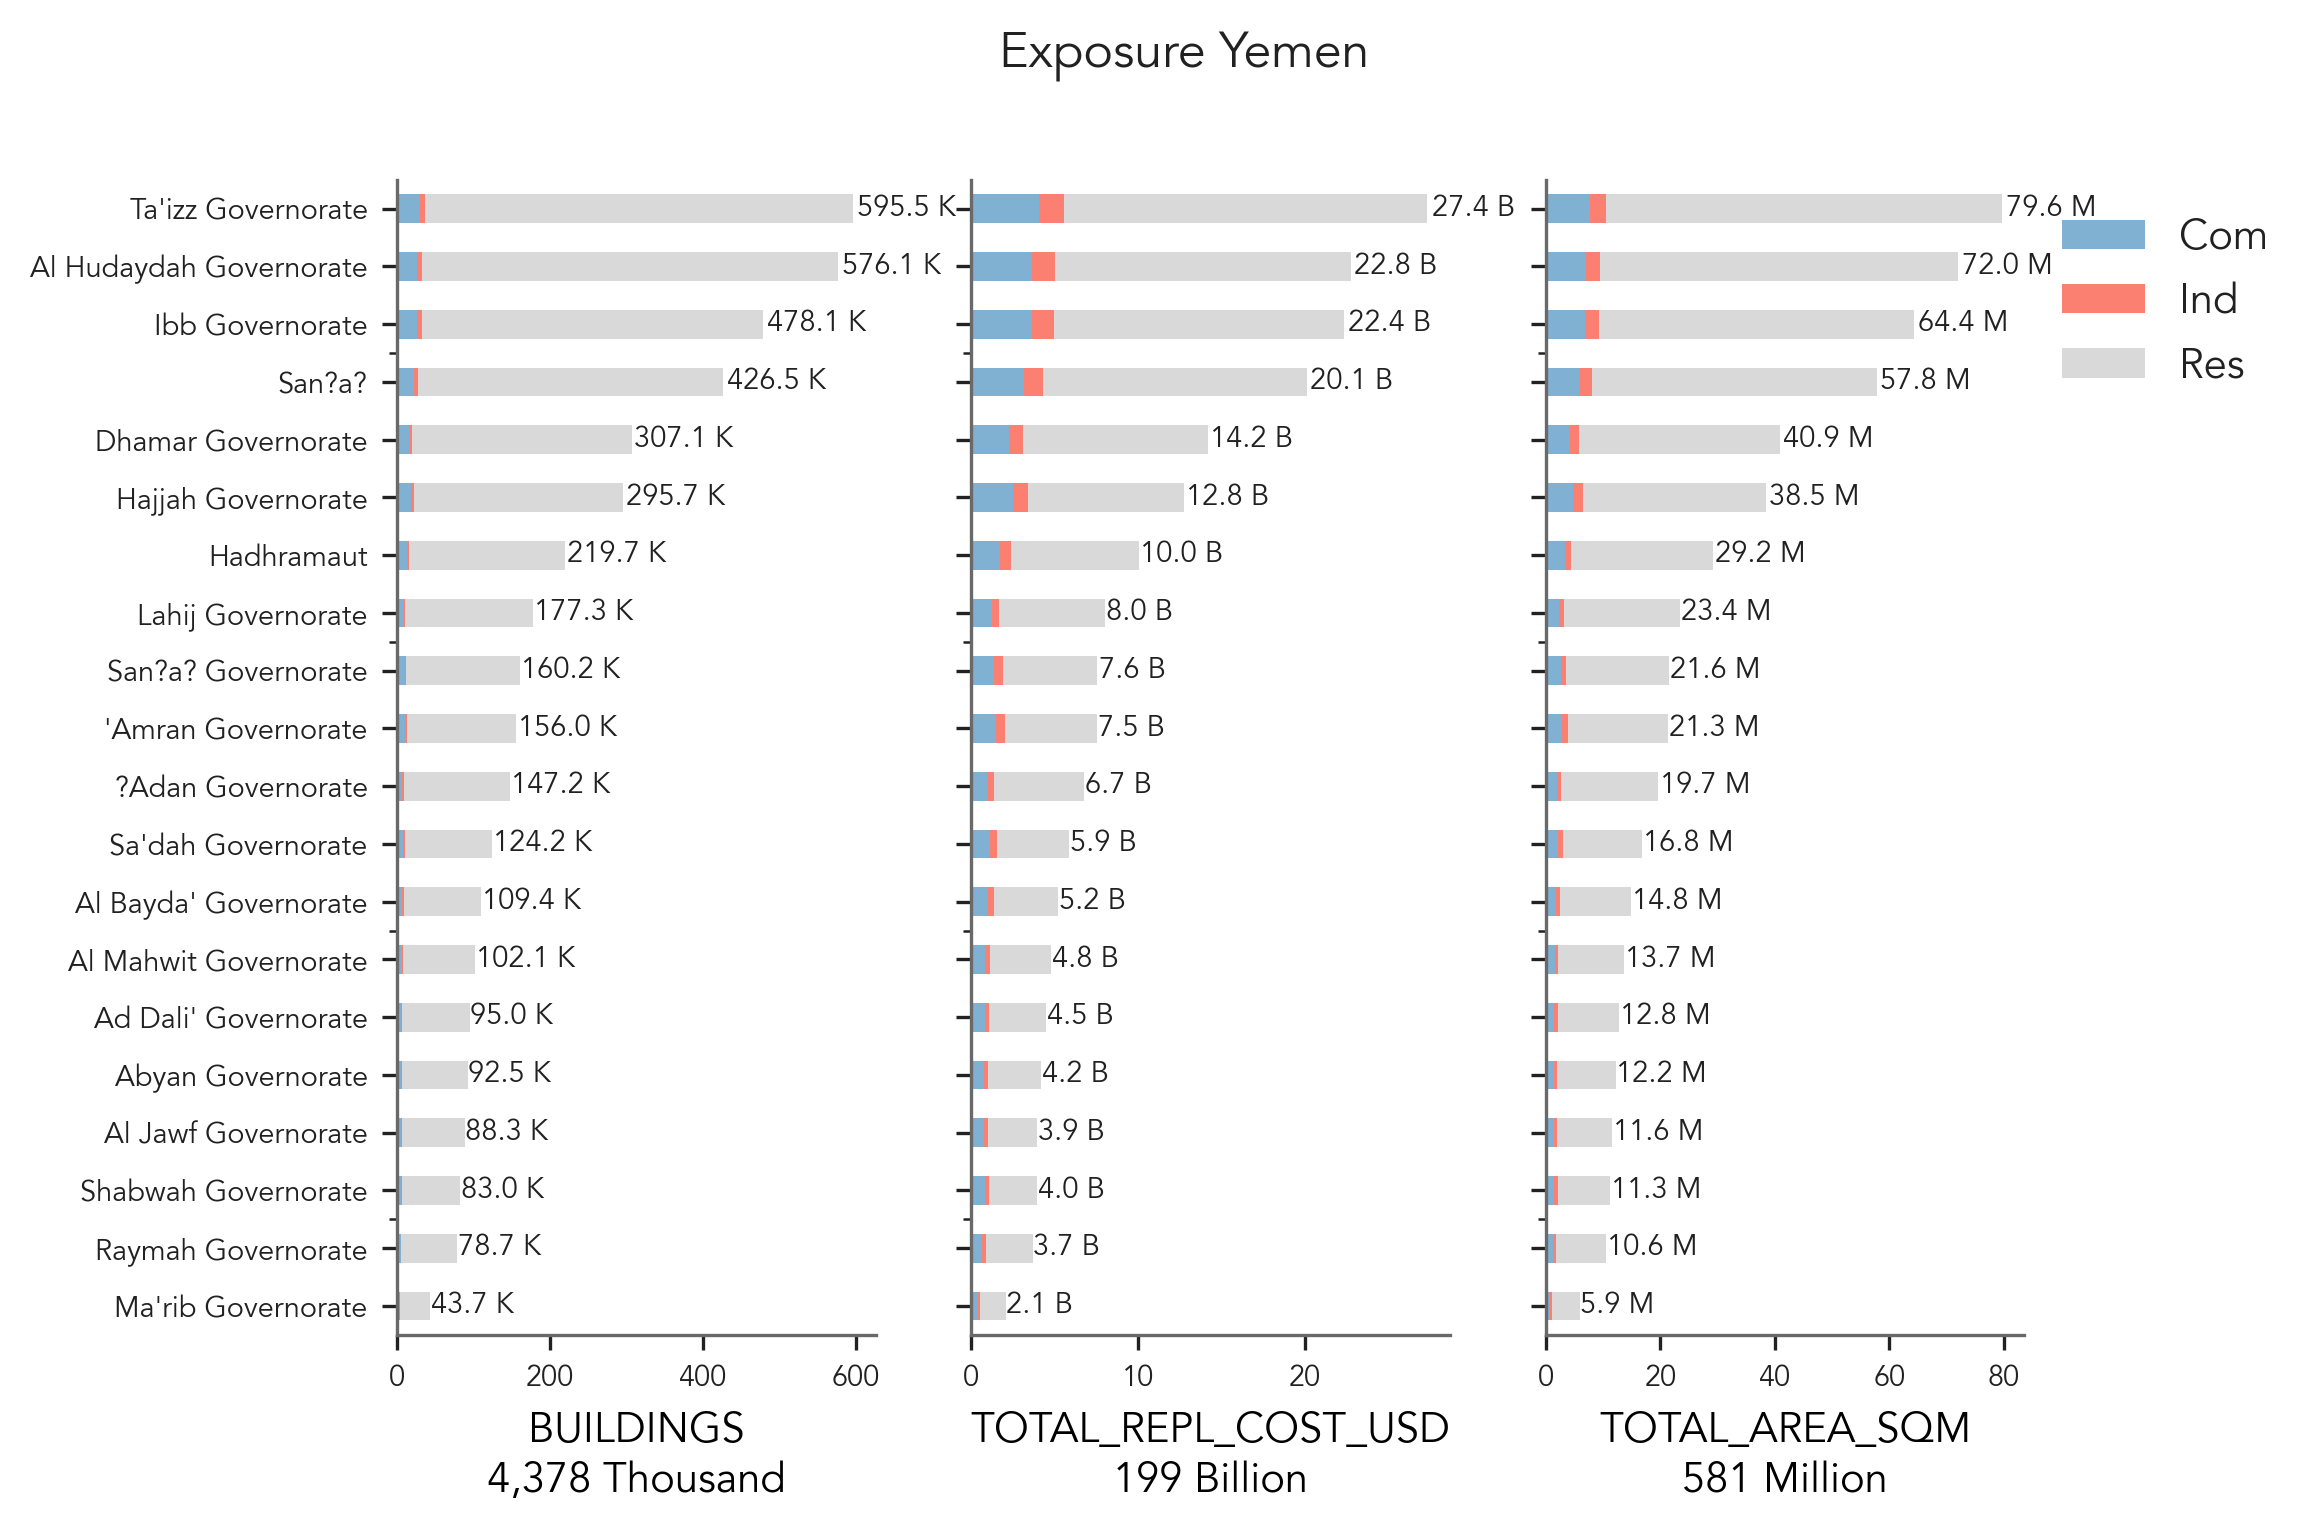 Exposure Yemen
Ta'izz Governorate 595.5 K 27.4 B 79.6 M
Al Hudaydah Governorate 576.1 K 22.8 B 72.0 M
Ibb Governorate 478.1 K 22.4 B 64.4 M
San?a? 426.5 K 20.1 B 57.8 M
Dhamar Governorate 307.1 K 14.2 B 40.9 M
Hajjah Governorate 295.7 K 12.8 B 38.5 M
Hadhramaut 219.7 K 10.0 B 29.2 M
Lahij Governorate 177.3 K 8.0 B 23.4 M
San?a? Governorate 160.2 K 7.6 B 21.6 M
'Amran Governorate 156.0 K 7.5 B 21.3 M
?Adan Governorate 147.2 K 6.7 B 19.7 M
Sa'dah Governorate 124.2 K 5.9 B 16.8 M
Al Bayda' Governorate 109.4 K 5.2 B 14.8 M
Al Mahwit Governorate 102.1 K 4.8 B 13.7 M
Ad Dali' Governorate 95.0 K 4.5 B 12.8 M
Abyan Governorate 92.5 K 4.2 B 12.2 M
Al Jawf Governorate 88.3 K 3.9 B 11.6 M
Shabwah Governorate 83.0 K 4.0 B 11.3 M
Raymah Governorate 78.7 K 3.7 B 10.6 M
Ma'rib Governorate 43.7 K 2.1 B 5.9 M
Com
Ind
Res
0 200 400 600 0 10 20 0 20 40 60 80
BUILDINGS TOTAL_REPL_COST_USD TOTAL_AREA_SQM
4,378 Thousand 199 Billion 581 Million